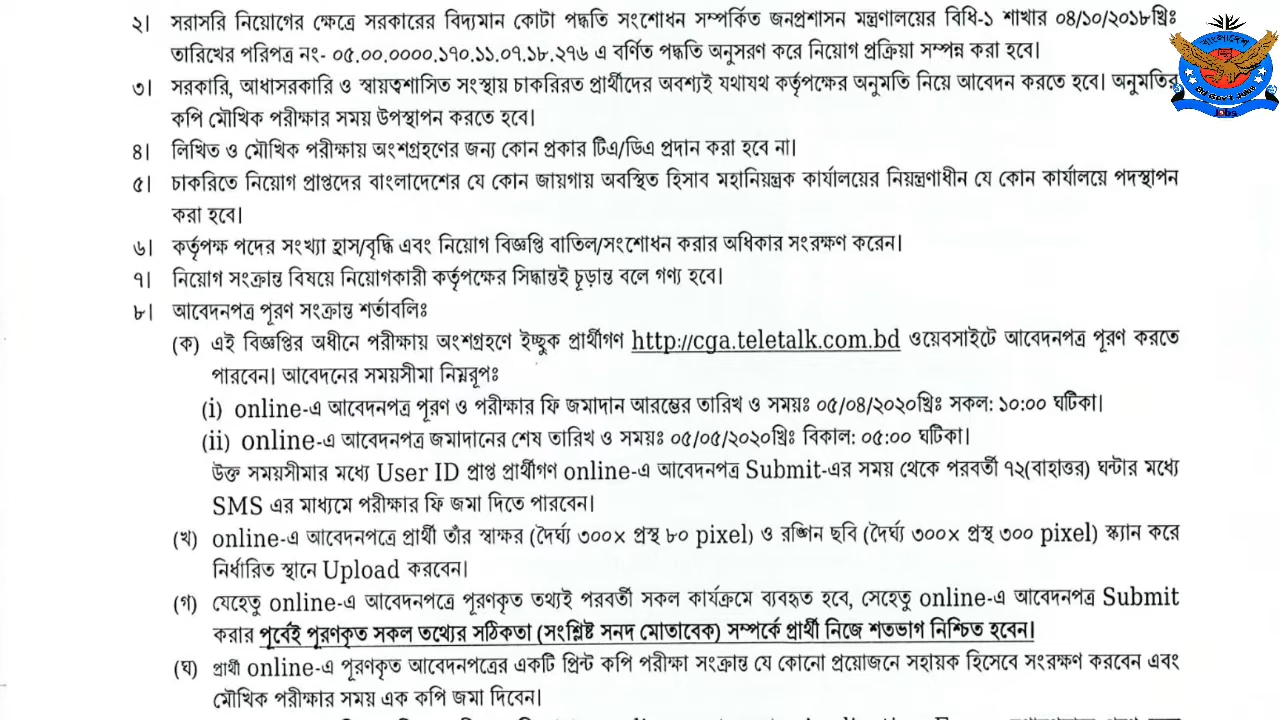 ২। সরাসরি নিয়োগের ক্ষেত্রে সরকারের বিদ্যমান কোটা পদ্ধতি সংশোধন সম্পর্কিত জনপ্রশাসন মন্ত্রণালয়ের বিধি-১ শাখার ০৪/১০/২০১৮খ্রিঃ
তারিখের পরিপত্র নং- ০৫.০০.০০০০.১৭০.১১.০৭.১৮.২৭৬ এ বর্ণিত পদ্ধতি অনুসরণ করে নিয়োগ প্রক্রিয়া সম্পন্ন করা হবে।
৩। সরকারি, আধাসরকারি ও স্বায়ত্বশাসিত সংস্থায় চাকরিরত প্রার্থীদের অবশ্যই যথাযথ কর্তৃপক্ষের অনুমতি নিয়ে আবেদন করতে হবে। অনুমতির
কপি মৌখিক পরীক্ষার সময় উপস্থাপন করতে হবে।
৪। লিখিত ও মৌখিক পরীক্ষায় অংশগ্রহণের জন্য কোন প্রকার টিএ/ডিএ প্রদান করা হবে না।
৫। চাকরিতে নিয়োগ প্রাপ্তদের বাংলাদেশের যে কোন জায়গায় অবস্থিত হিসাব মহানিয়ন্ত্রক কার্যালয়ের নিয়ন্ত্রণাধীন যে কোন কার্যালয়ে পদস্থাপন
করা হবে।
৬। কর্তৃপক্ষ পদের সংখ্যা হ্রাস/বৃদ্ধি এবং নিয়োগ বিজ্ঞপ্তি বাতিল/সংশোধন করার অধিকার সংরক্ষণ করেন।
৭। নিয়োগ সংক্রান্ত বিষয়ে নিয়োগকারী কর্তৃপক্ষের সিদ্ধান্তই চূড়ান্ত বলে গণ্য হবে।
৮। আবেদনপত্র পূরণ সংক্রান্ত শর্তাবলিঃ
(ক) এই বিজ্ঞপ্তির অধীনে পরীক্ষায় অংশগ্রহণে ইচ্ছুক প্রার্থীগণ http://cga.teletalk.com.bd ওয়েবসাইটে আবেদনপত্র পূরণ করতে
পারবেন। আবেদনের সময়সীমা নিম্নরূপঃ
(i) online-এ আবেদনপত্র পূরণ ও পরীক্ষার ফি জমাদান আরম্ভের তারিখ ও সময়ঃ ০৫/০৪/২০২০খ্রিঃ সকল: ১০:০০ ঘটিকা।
(ii) online-এ আবেদনপত্র জমাদানের শেষ তারিখ ও সময়ঃ ০৫/০৫/২০২০খ্রিঃ বিকাল: ০৫:০০ ঘটিকা।
উক্ত সময়সীমার মধ্যে User ID প্রাপ্ত প্রার্থীগণ online-এ আবেদনপত্র Submit-এর সময় থেকে পরবর্তী ৭২(বাহাত্তর) ঘন্টার মধ্যে
SMS এর মাধ্যমে পরীক্ষার ফি জমা দিতে পারবেন।
(খ) online-এ আবেদনপত্রে প্রার্থী তাঁর স্বাক্ষর (দৈর্ঘ্য ৩০০× প্রস্থ ৮০ pixel) ও রঙ্গিন ছবি (দৈর্ঘ্য ৩০০× প্রস্থ ৩০০ pixel) স্ক্যান করে
নির্ধারিত স্থানে Upload করবেন।
(গ) যেহেতু online-এ আবেদনপত্রে পূরণকৃত তথ্যই পরবর্তী সকল কার্যক্রমে ব্যবহৃত হবে, সেহেতু online-এ আবেদনপত্র Submit
করার পূর্বেই পূরণকৃত সকল তথ্যের সঠিকতা (সংশ্লিষ্ট সনদ মোতাবেক) সম্পর্কে প্রার্থী নিজে শতভাগ নিশ্চিত হবেন।
(ঘ) প্রার্থী online-এ পূরণকৃত আবেদনপত্রের একটি প্রিন্ট কপি পরীক্ষা সংক্রান্ত যে কোনো প্রয়োজনে সহায়ক হিসেবে সংরক্ষণ করবেন এবং
মৌখিক পরীক্ষার সময় এক কপি জমা দিবেন।
বাংলাদেশ
Jobs